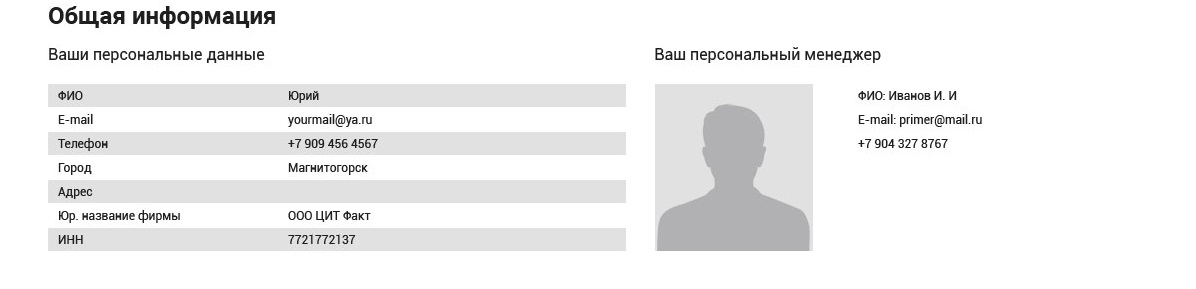 Общая информация
Ваши персональные данные
ФИО Юрий
E-mail yourmail@ya.ru
Телефон +7 909 456 4567
Город Магнитогорск
Адрес
Юр. название фирмы ООО ЦИТ Факт
ИНН 7721772137
Ваш персональный менеджер
ФИО: Иванов И. И
E-mail: primer@mail.ru
+7 904 327 8767